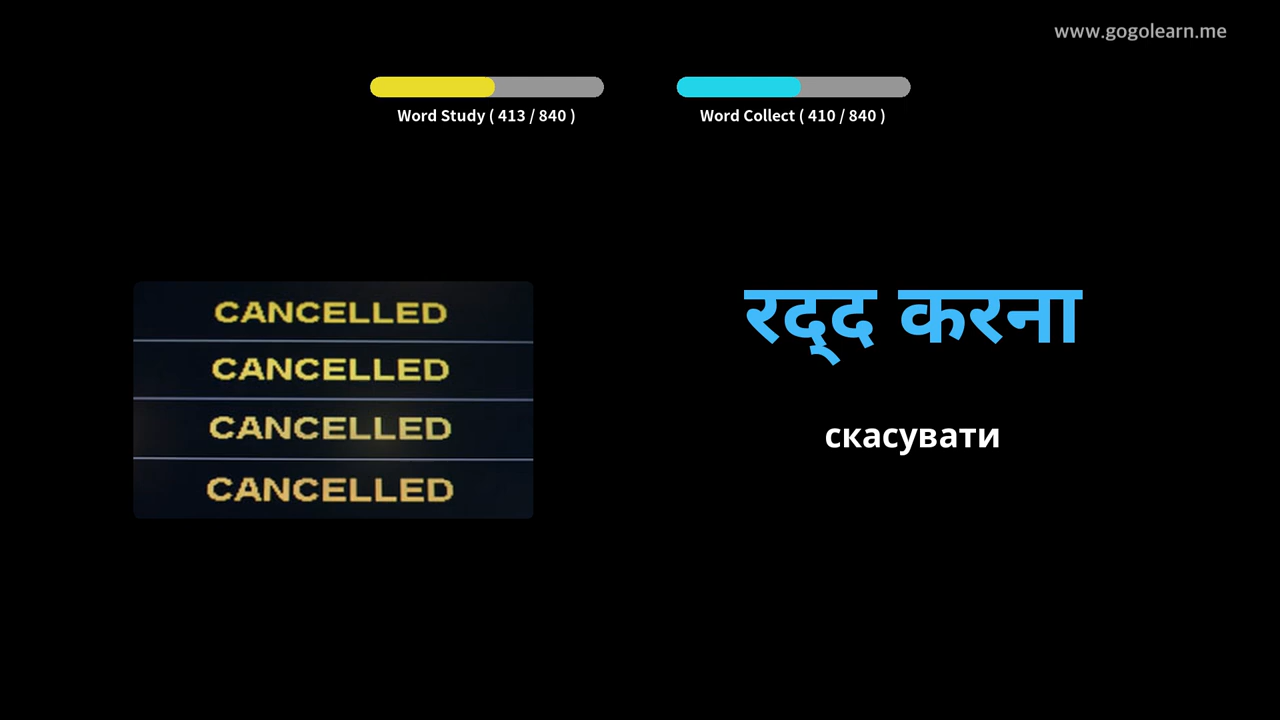 www.gogolearn.me
Word Study ( 413 / 840 )
Word Collect ( 410 / 840 )
CANCELLED
CANCELLED
CANCELLED
CANCELLED
रद्द करना
скасувати